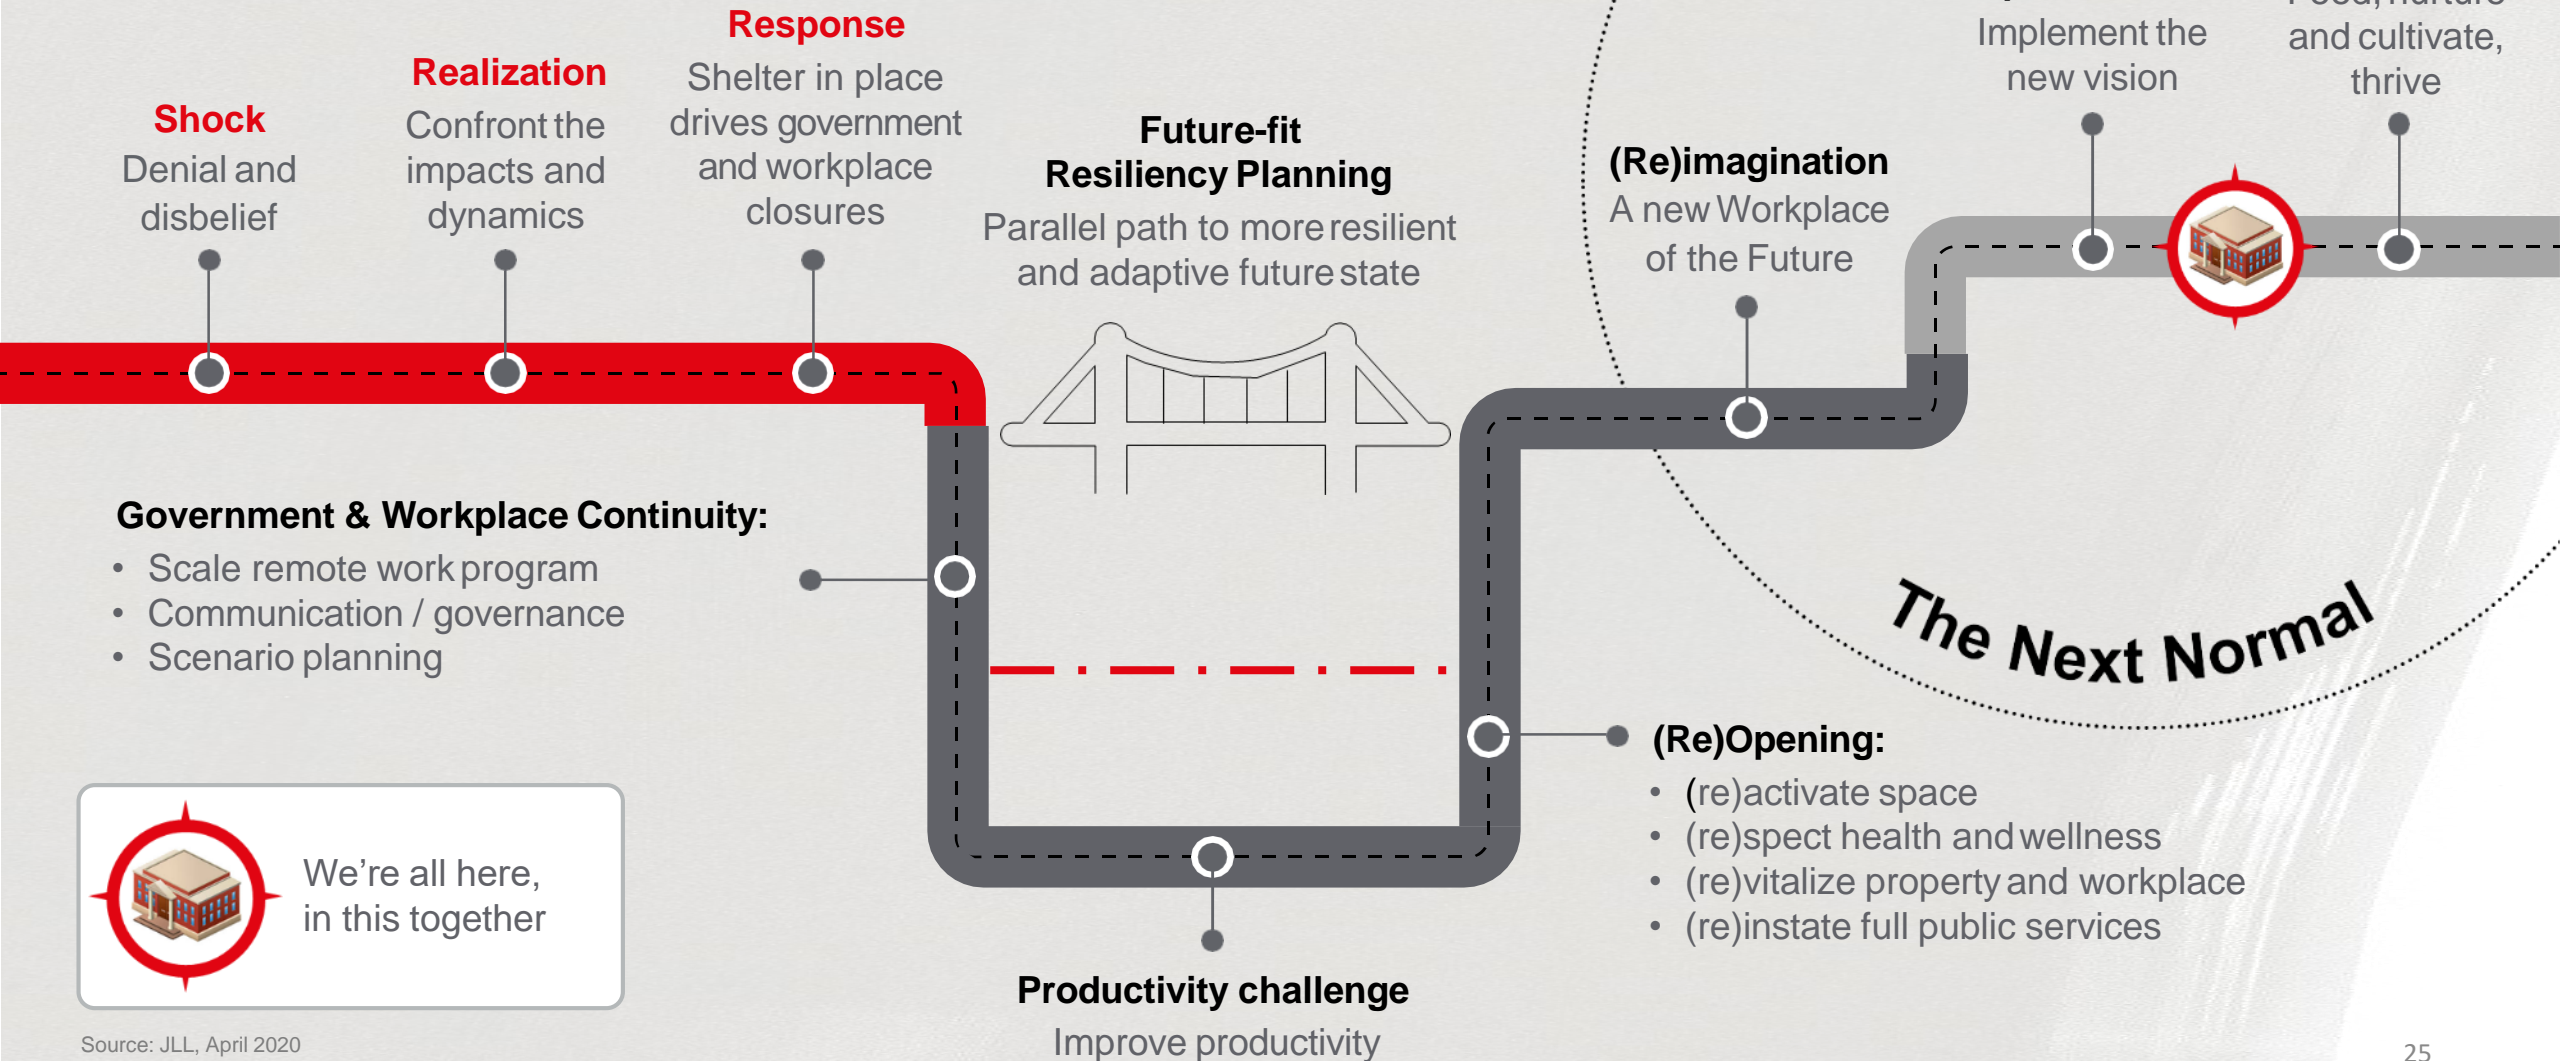 Shock
Denial and
disbelief
Realization
Confront the
impacts and
dynamics
Response
Shelter in place
drives government
and workplace
closures
Future-fit
Resiliency Planning
Parallel path to more resilient
and adaptive future state
(Re)imagination
A new Workplace
of the Future
Implement the
new vision
and cultivate,
thrive
Government & Workplace Continuity:
• Scale remote work program
• Communication / governance
• Scenario planning
The Next Normal
(Re)Opening:
• (re)activate space
• (re)spect health and wellness
• (re)vitalize property and workplace
• (re)instate full public services
We're all here,
in this together
Productivity challenge
Improve productivity
Source: JLL, April 2020
25